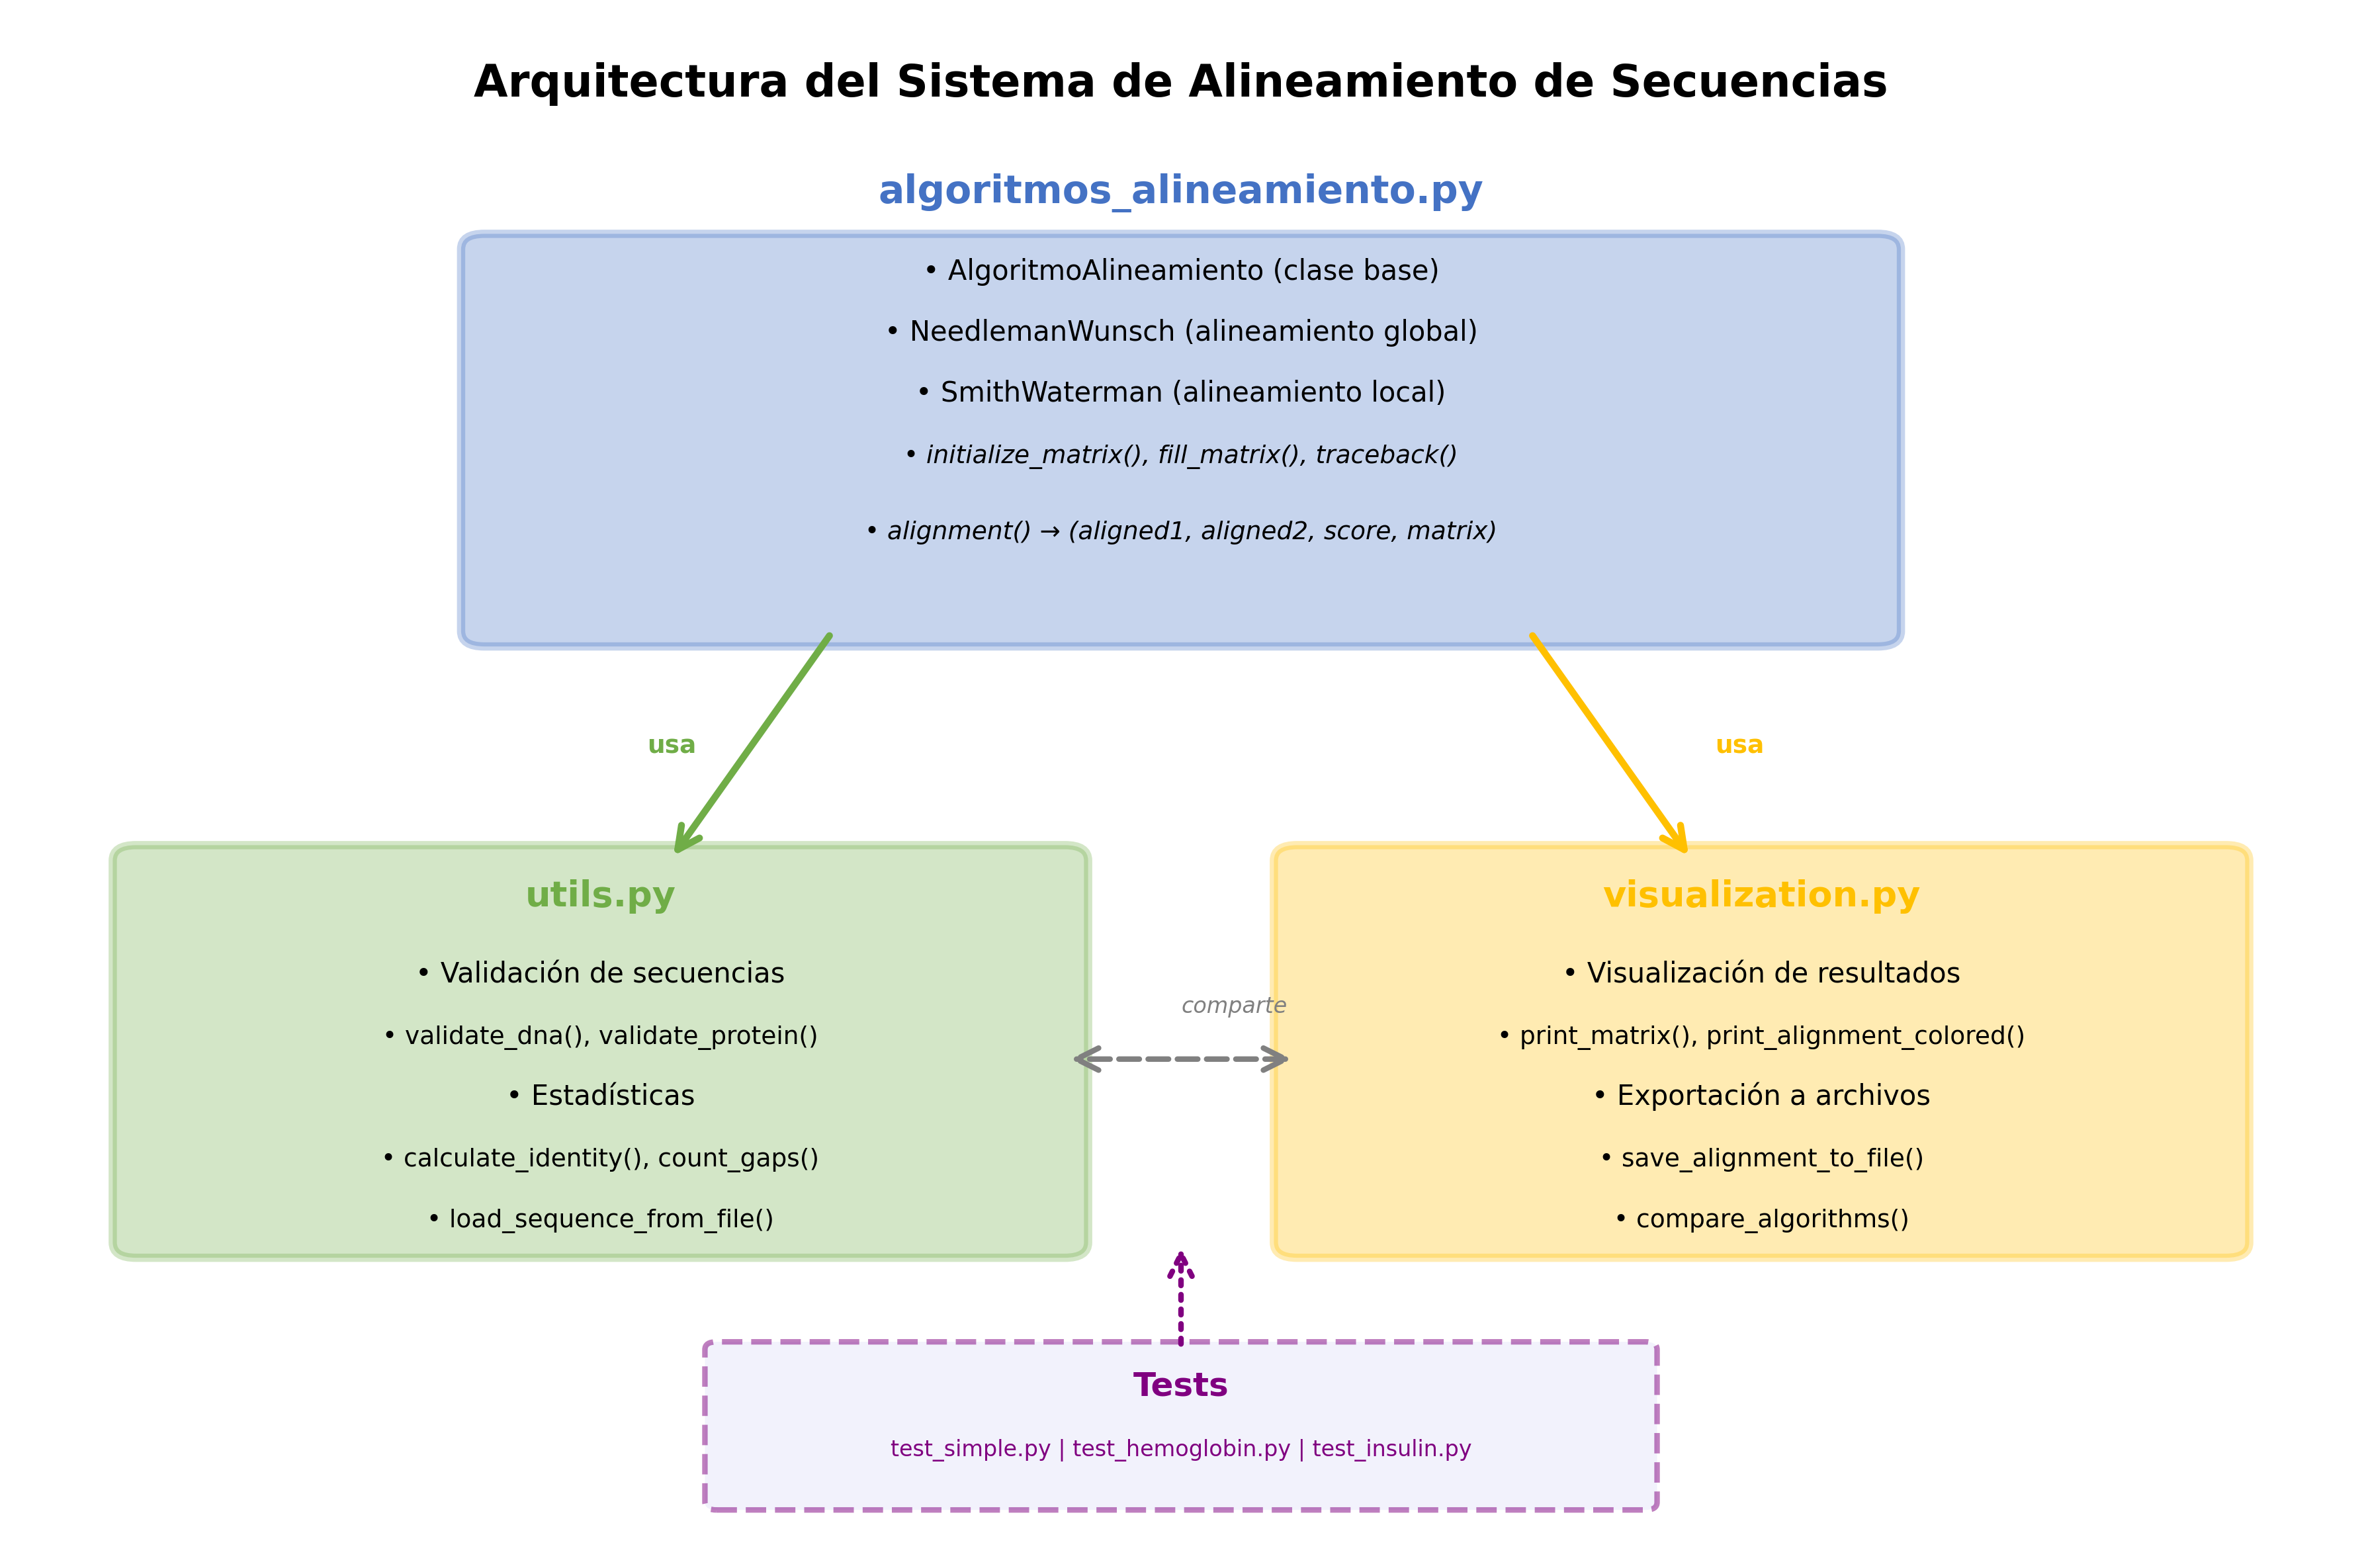 Arquitectura del Sistema de Alineamiento de Secuencias
algoritmos_alineamiento.py
• AlgoritmoAlineamiento (clase base)
• NeedlemanWunsch (alineamiento global)
• SmithWaterman (alineamiento local)
• initialize_matrix(), fill_matrix(), traceback()
• alignment() → (aligned1, aligned2, score, matrix)
usa
usa
utils.py
• Validación de secuencias
• validate_dna(), validate_protein()
• Estadísticas
• calculate_identity(), count_gaps()
• load_sequence_from_file()
comparte
visualization.py
• Visualización de resultados
• print_matrix(), print_alignment_colored()
• Exportación a archivos
• save_alignment_to_file()
• compare_algorithms()
Tests
test_simple.py | test_hemoglobin.py | test_insulin.py